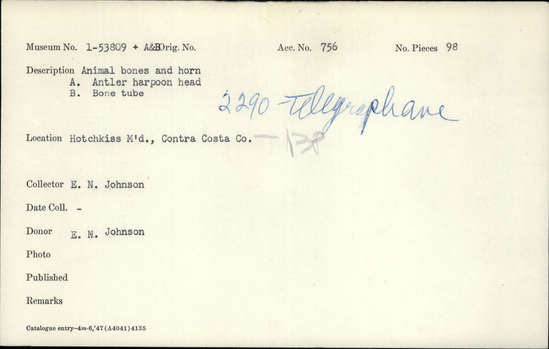 Museum No. 1-53809 + A&B Orig. No. Acc. No. 756 No. Pieces 98
Description Animal bones and horn
A. Antler harpoon head
B. Bone tube
2290
Location Hotchkiss M'd., Contra Costa Co. — 138
Collector E. N. Johnson
Date Coll. -
Donor E. N. Johnson
Photo
Published
Remarks
Catalogue entry—4m-6,'47(A4041)4135